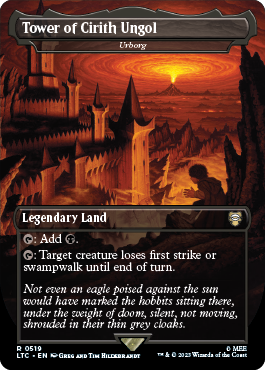 Tower of Cirith Ungol
Urborg
Legendary Land
: Add .
: Target creature loses first strike or
swampwalk until end of turn.
Not even an eagle poised against the sun
would have marked the hobbits sitting there,
under the weight of doom, silent, not moving,
shrouded in their thin grey cloaks.
R 0519
LTC • EN Greg and Tim Hildebrandt
© MEE
™ & © 2023 Wizards of the Coast